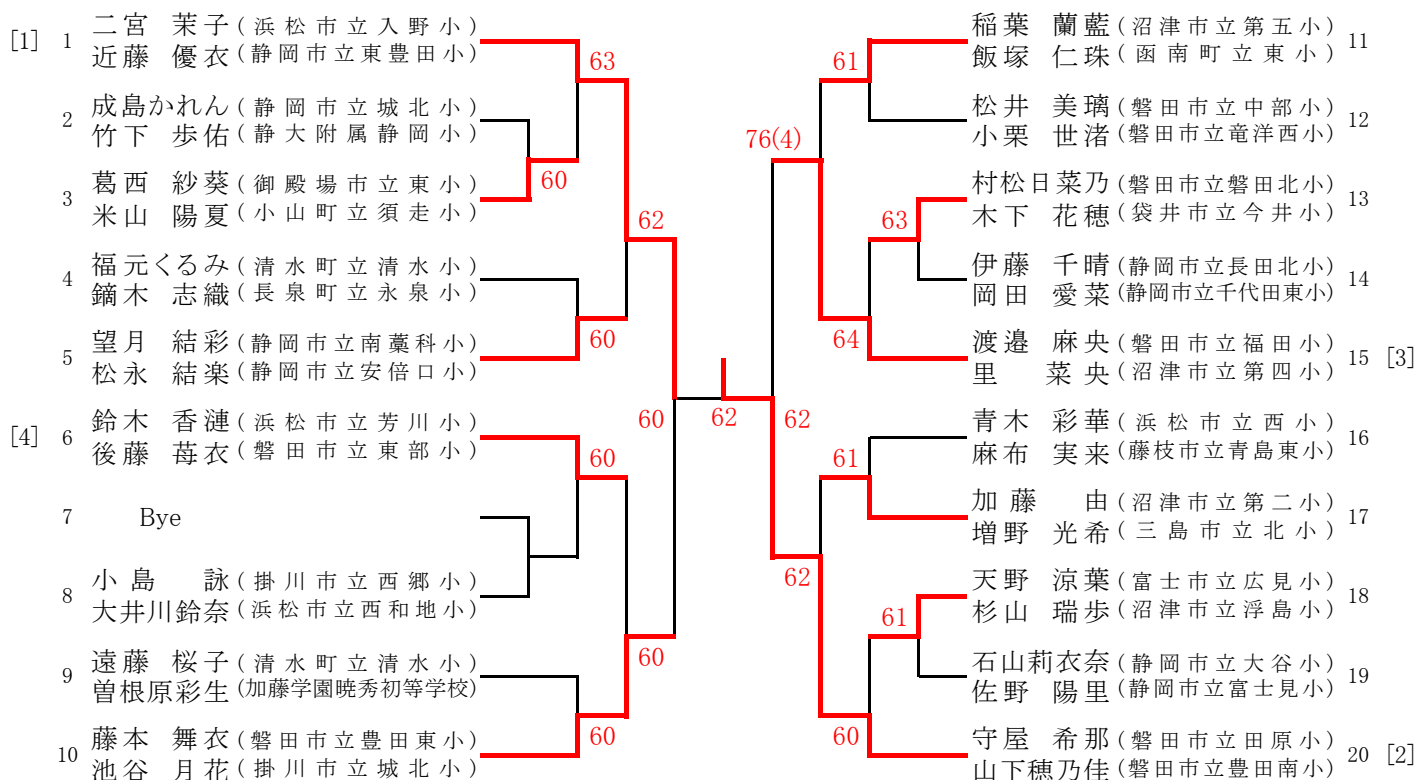 [1] 1 二宮 茉子 (浜松市立入野小)
近藤 優衣 (静岡市立東豊田小)
63
2 成島かれん (静岡市立城北小)
竹下 歩佑 (静大附属静岡小)
60
3 葛西 紗葵 (御殿場市立東小)
米山 陽夏 (小山町立須走小)
62
4 福元くるみ (清水町立清水小)
鏑木 志織 (長泉町立永泉小)
60
5 望月 結彩 (静岡市立南藁科小)
松永 結楽 (静岡市立安倍口小)
60
[4] 6 鈴木 香漣 (浜松市立芳川小)
後藤 苺衣 (磐田市立東部小)
60
7 Bye
8 小島 詠 (掛川市立西郷小)
大井川鈴奈 (浜松市立西和地小)
60
9 遠藤 桜子 (清水町立清水小)
曽根原彩生 (加藤学園暁秀初等学校)
60
10 藤本 舞衣 (磐田市立豊田東小)
池谷 月花 (掛川市立城北小)
62
稲葉 蘭藍 (沼津市立第五小) 11
飯塚 仁珠 (函南町立東小)
61
松井 美璃 (磐田市立中部小) 12
小栗 世渚 (磐田市立竜洋西小)
76(4)
村松日菜乃 (磐田市立磐田北小) 13
木下 花穂 (袋井市立今井小)
63
伊藤 千晴 (静岡市立長田北小) 14
岡田 愛菜 (静岡市立千代田東小)
64
渡邉 麻央 (磐田市立福田小) 15 [3]
里 菜央 (沼津市立第四小)
62
青木 彩華 (浜松市立西小) 16
麻布 実来 (藤枝市立青島東小)
61
加藤 由 (沼津市立第二小) 17
増野 光希 (三島市立北小)
62
天野 涼葉 (富士市立広見小) 18
杉山 瑞歩 (沼津市立浮島小)
61
石山莉衣奈 (静岡市立大谷小) 19
佐野 陽里 (静岡市立富士見小)
60
守屋 希那 (磐田市立田原小) 20 [2]
山下穂乃佳 (磐田市立豊田南小)